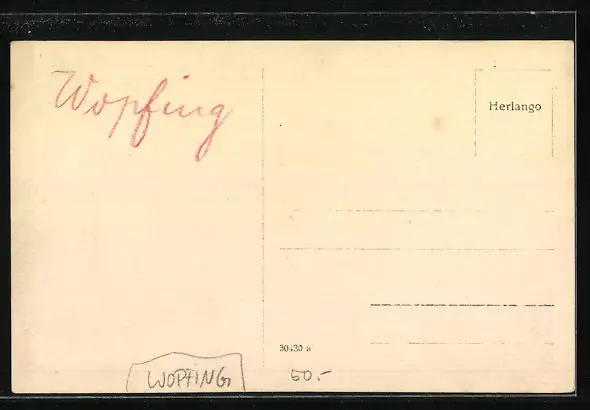 Wopfing
Herlango
30430 a
WOPFING
50.-